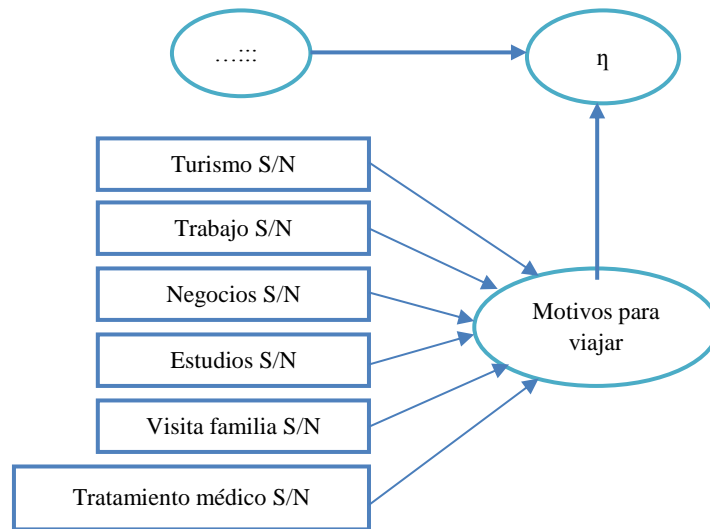 …:::
η
Turismo S/N
Trabajo S/N
Negocios S/N
Estudios S/N
Visita familia S/N
Tratamiento médico S/N
Motivos para
viajar